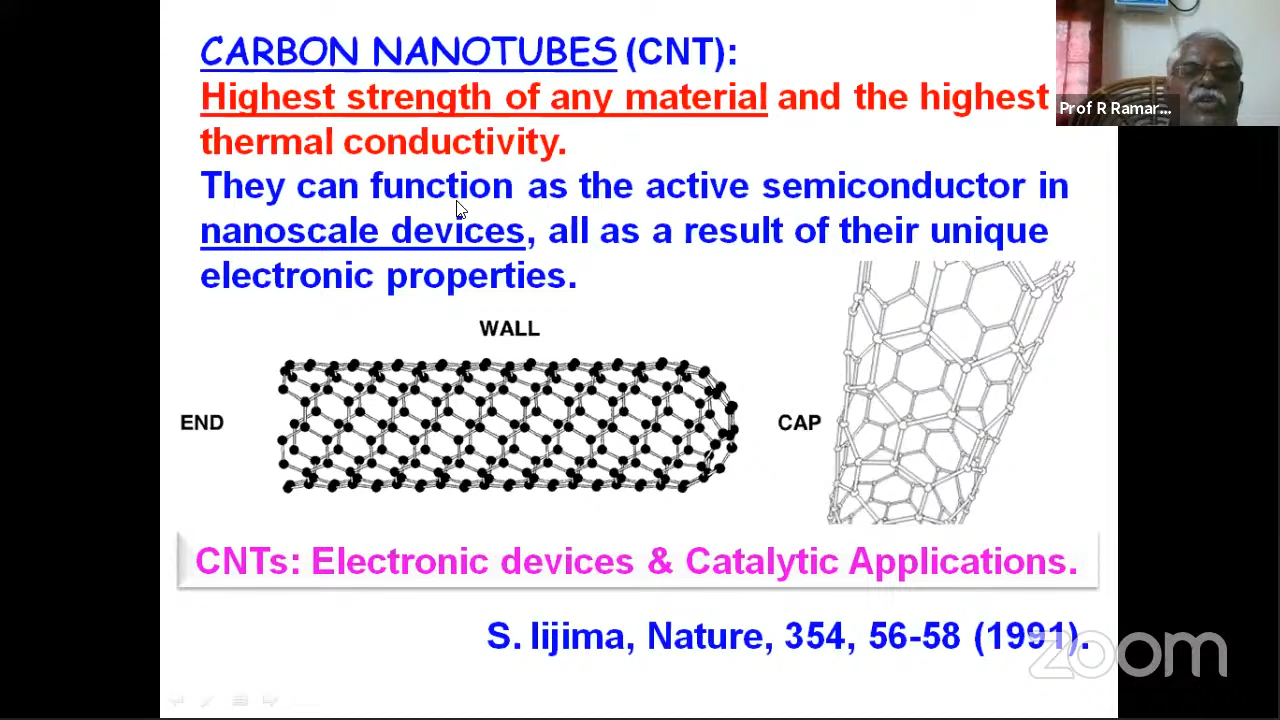 CARBON NANOTUBES (CNT):
Highest strength of any material and the highest
thermal conductivity.
They can function as the active semiconductor in
nanoscale devices, all as a result of their unique
electronic properties.
WALL
END
CAP
CNTs: Electronic devices & Catalytic Applications.
S. Iijima, Nature, 354, 56-58 (1991).
Prof R Ramar...
zoom